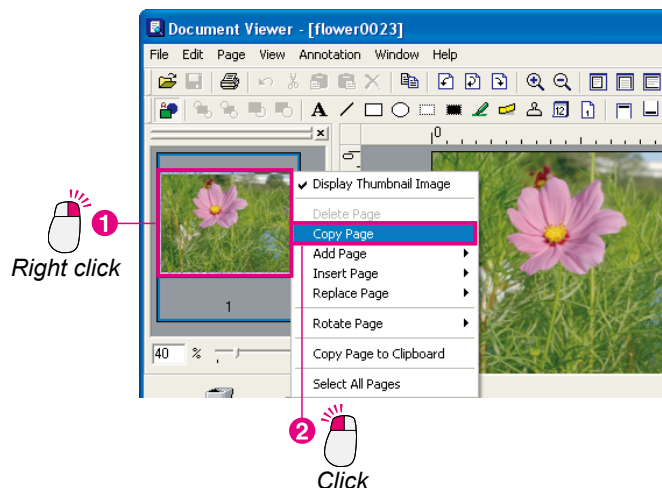 Document Viewer - [flower0023]
File Edit Page View Annotation Window Help
A 12 1
0
0
✓ Display Thumbnail Image
Delete Page
Copy Page
Add Page
Insert Page
Replace Page
Rotate Page
Copy Page to Clipboard
Select All Pages
1
40 %
1
Right click
2
Click